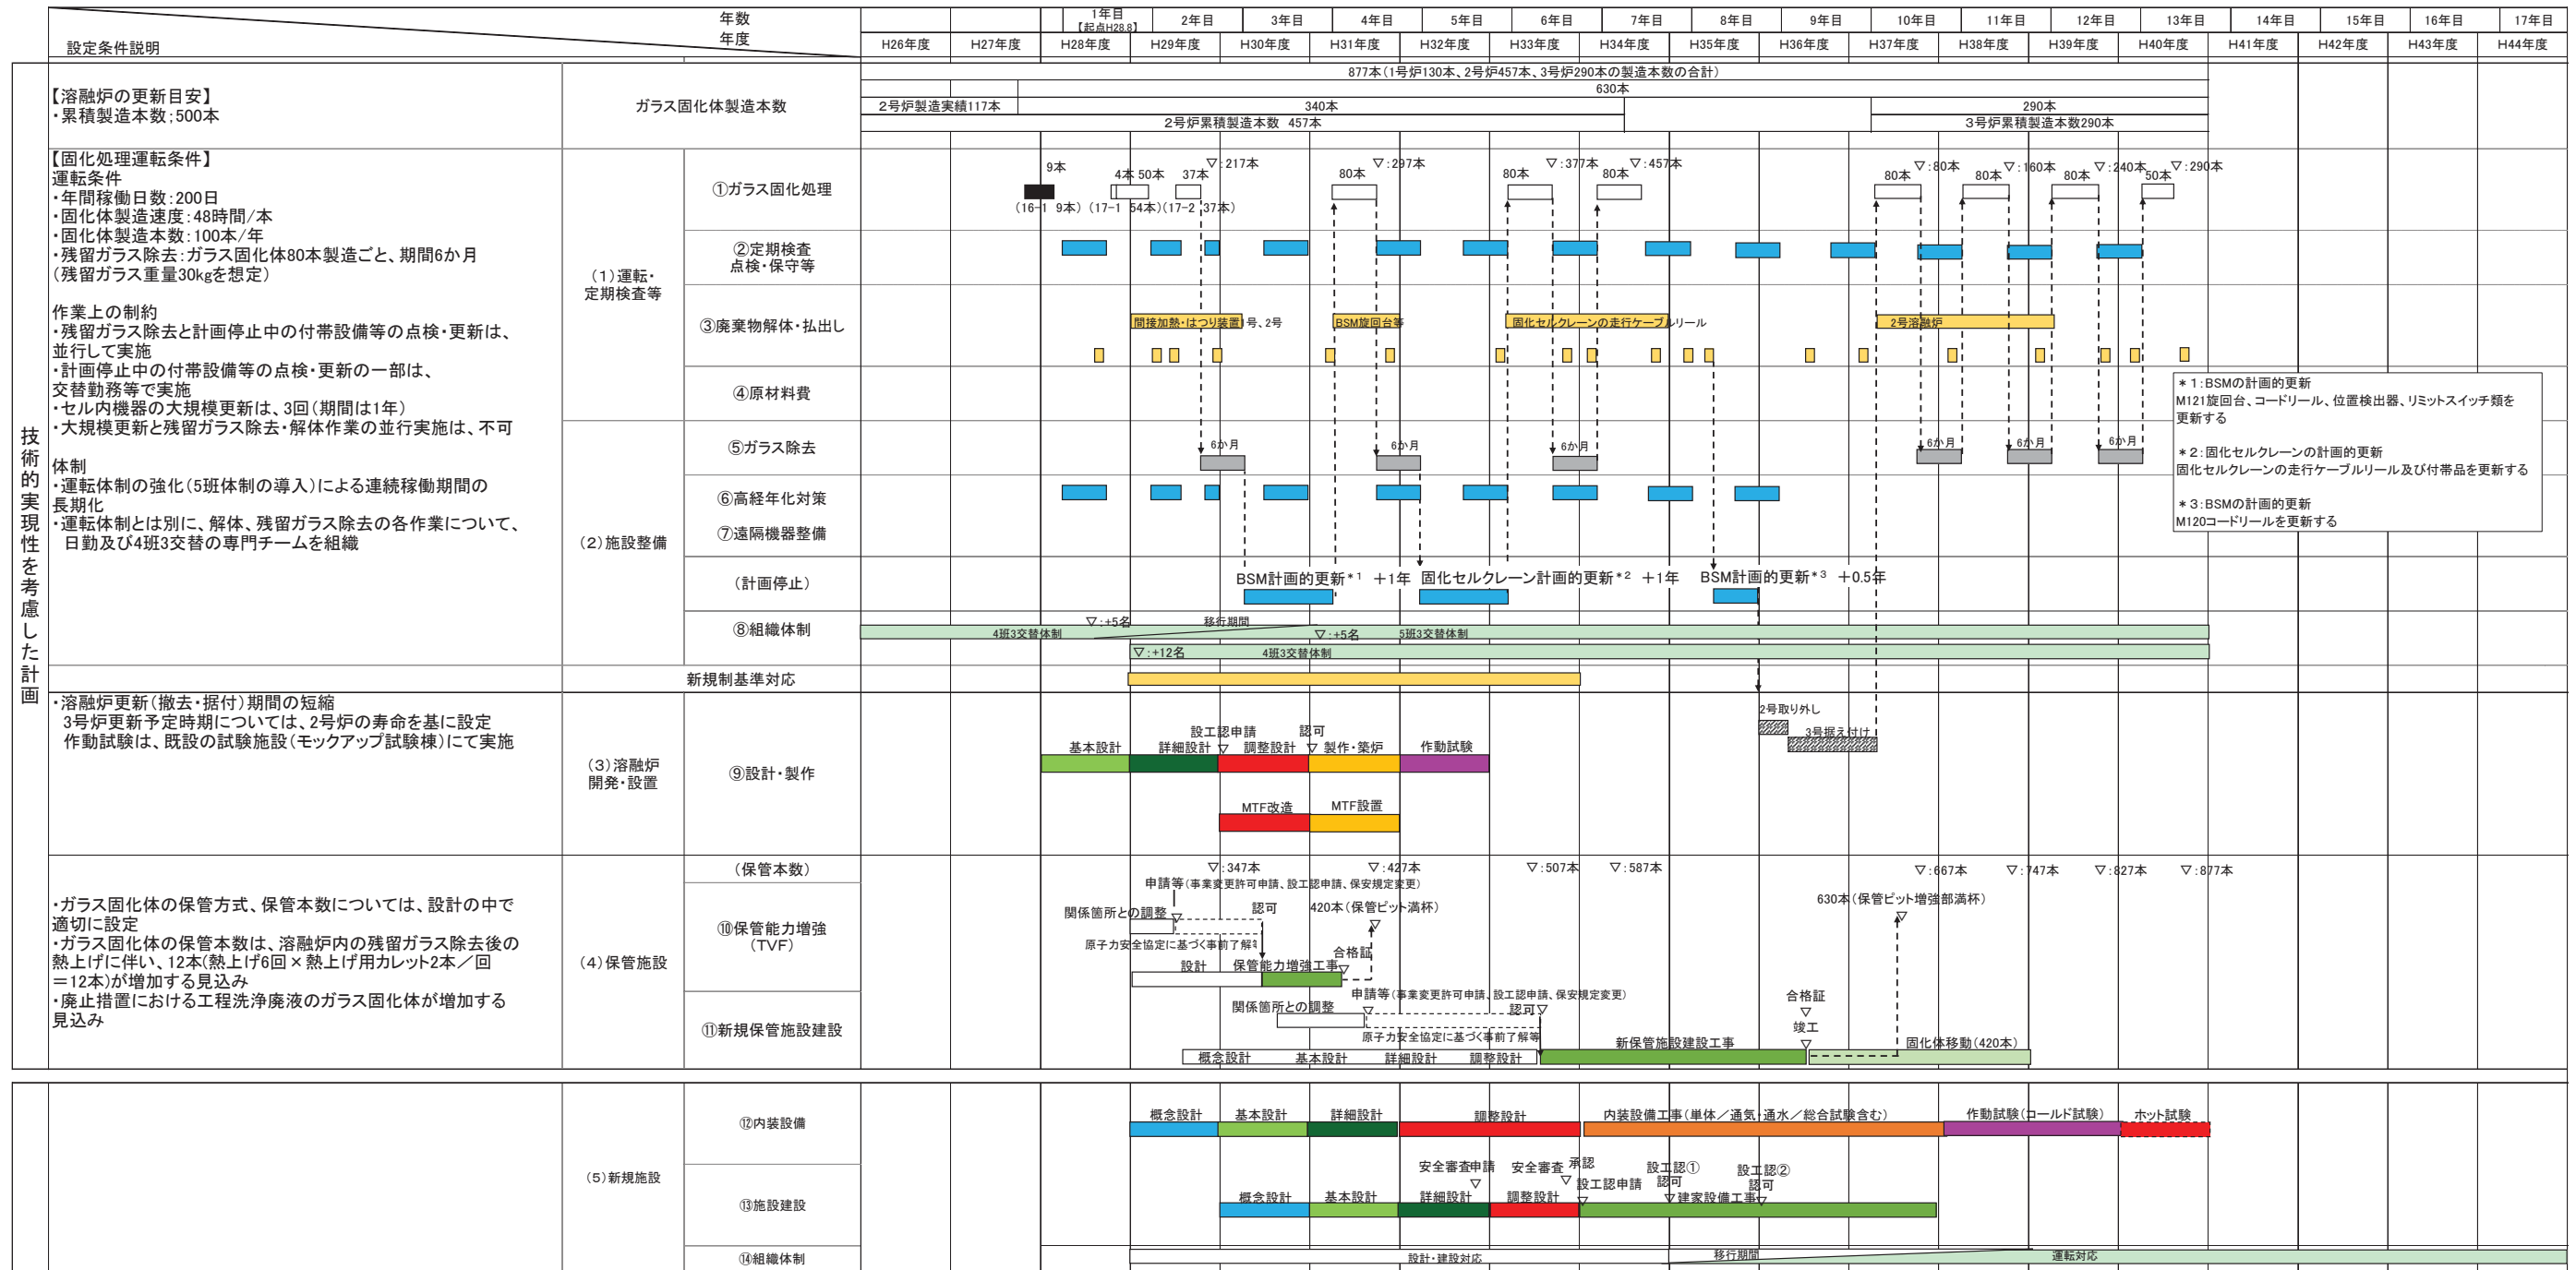 年数
年度
設定条件説明
1年目
【起点H28.8】
2年目
3年目
4年目
5年目
6年目
7年目
8年目
9年目
10年目
11年目
12年目
13年目
14年目
15年目
16年目
17年目
H26年度
H27年度
H28年度
H29年度
H30年度
H31年度
H32年度
H33年度
H34年度
H35年度
H36年度
H37年度
H38年度
H39年度
H40年度
H41年度
H42年度
H43年度
H44年度
技術的実現性を考慮した計画
【溶融炉の更新目安】
・累積製造本数；500本
ガラス固化体製造本数
877本（1号炉130本、2号炉457本、3号炉290本の製造本数の合計）
630本
2号炉製造実績117本
340本
290本
2号炉累積製造本数 457本
3号炉累積製造本数290本
【固化処理運転条件】
運転条件
・年間稼働日数：200日
・固化体製造速度：48時間/本
・固化体製造本数：100本/年
・残留ガラス除去：ガラス固化体80本製造ごと、期間6か月
（残留ガラス重量30kgを想定）
作業上の制約
・残留ガラス除去と計画停止中の付帯設備等の点検・更新は、
並行して実施
・計画停止中の付帯設備等の点検・更新の一部は、
交替勤務等で実施
・セル内機器の大規模更新は、3回（期間は1年）
・大規模更新と残留ガラス除去・解体作業の並行実施は、不可
体制
・運転体制の強化（5班体制の導入）による連続稼働期間の
長期化
・運転体制とは別に、解体、残留ガラス除去の各作業について、
日勤及び4班3交替の専門チームを組織
（1）運転・
定期検査等
①ガラス固化処理
9本
4本 50本
37本
▽：217本
80本
▽：297本
80本
▽：377本
80本
▽：457本
80本
▽：80本
80本
▽：160本
80本
▽：240本
50本
▽：290本
（16-1 9本）
（17-1 54本）
（17-2 37本）
②定期検査
点検・保守等
③廃棄物解体・払出し
間接加熱・はつり装置1号、2号
BSM旋回台等
固化セルクレーンの走行ケーブルリール
2号溶融炉
④原材料費
＊1：BSMの計画的更新
M121旋回台、コードリール、位置検出器、リミットスイッチ類を
更新する
＊2：固化セルクレーンの計画的更新
固化セルクレーンの走行ケーブルリール及び付帯品を更新する
＊3：BSMの計画的更新
M120コードリールを更新する
（2）施設整備
⑤ガラス除去
6か月
6か月
6か月
6か月
6か月
6か月
⑥高経年化対策
⑦遠隔機器整備
（計画停止）
BSM計画的更新＊1 ＋1年
固化セルクレーン計画的更新＊2 ＋1年
BSM計画的更新＊3 ＋0.5年
⑧組織体制
4班3交替体制
▽：+5名
移行期間
▽：+5名
5班3交替体制
▽：+12名
4班3交替体制
新規制基準対応
・溶融炉更新（撤去・据付）期間の短縮
3号炉更新予定時期については、2号炉の寿命を基に設定
作動試験は、既設の試験施設（モックアップ試験棟）にて実施
（3）溶融炉
開発・設置
⑨設計・製作
2号取り外し
3号据え付け
設工認申請
認可
基本設計
詳細設計
▽
調整設計
▽
製作・築炉
作動試験
MTF改造
MTF設置
・ガラス固化体の保管方式、保管本数については、設計の中で
適切に設定
・ガラス固化体の保管本数は、溶融炉内の残留ガラス除去後の
熱上げに伴い、12本（熱上げ6回×熱上げ用カレット2本／回
＝12本）が増加する見込み
・廃止措置における工程洗浄廃液のガラス固化体が増加する
見込み
（4）保管施設
（保管本数）
▽：347本
▽：427本
▽：507本
▽：587本
▽：667本
▽：747本
▽：827本
▽：877本
⑩保管能力増強
（TVF）
申請等（事業変更許可申請、設工認申請、保安規定変更）
関係箇所との調整
▽
認可
420本（保管ピット満杯）
▽
630本（保管ピット増強部満杯）
▽
原子力安全協定に基づく事前了解等
合格証
▽
設計
保管能力増強工事
⑪新規保管施設建設
申請等（事業変更許可申請、設工認申請、保安規定変更）
関係箇所との調整
▽
認可
▽
合格証
▽
竣工
▽
原子力安全協定に基づく事前了解等
概念設計
基本設計
詳細設計
調整設計
新保管施設建設工事
固化体移動（420本）
（5）新規施設
⑫内装設備
概念設計
基本設計
詳細設計
調整設計
内装設備工事（単体／通気・通水／総合試験含む）
作動試験（コールド試験）
ホット試験
⑬施設建設
安全審査申請
▽
安全審査
承認
▽
設工認申請
▽
設工認①
認可
▽
設工認②
認可
▽
概念設計
基本設計
詳細設計
調整設計
建家設備工事
⑭組織体制
設計・建設対応
移行期間
運転対応